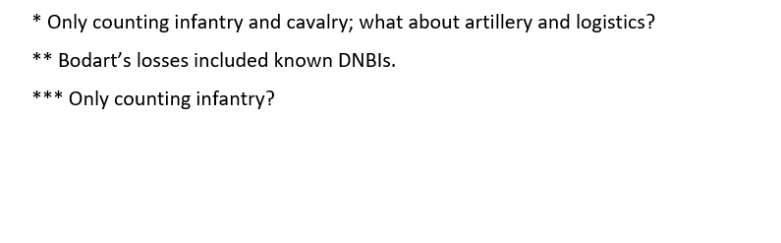 * Only counting infantry and cavalry; what about artillery and logistics?
** Bodart’s losses included known DNBIs.
*** Only counting infantry?